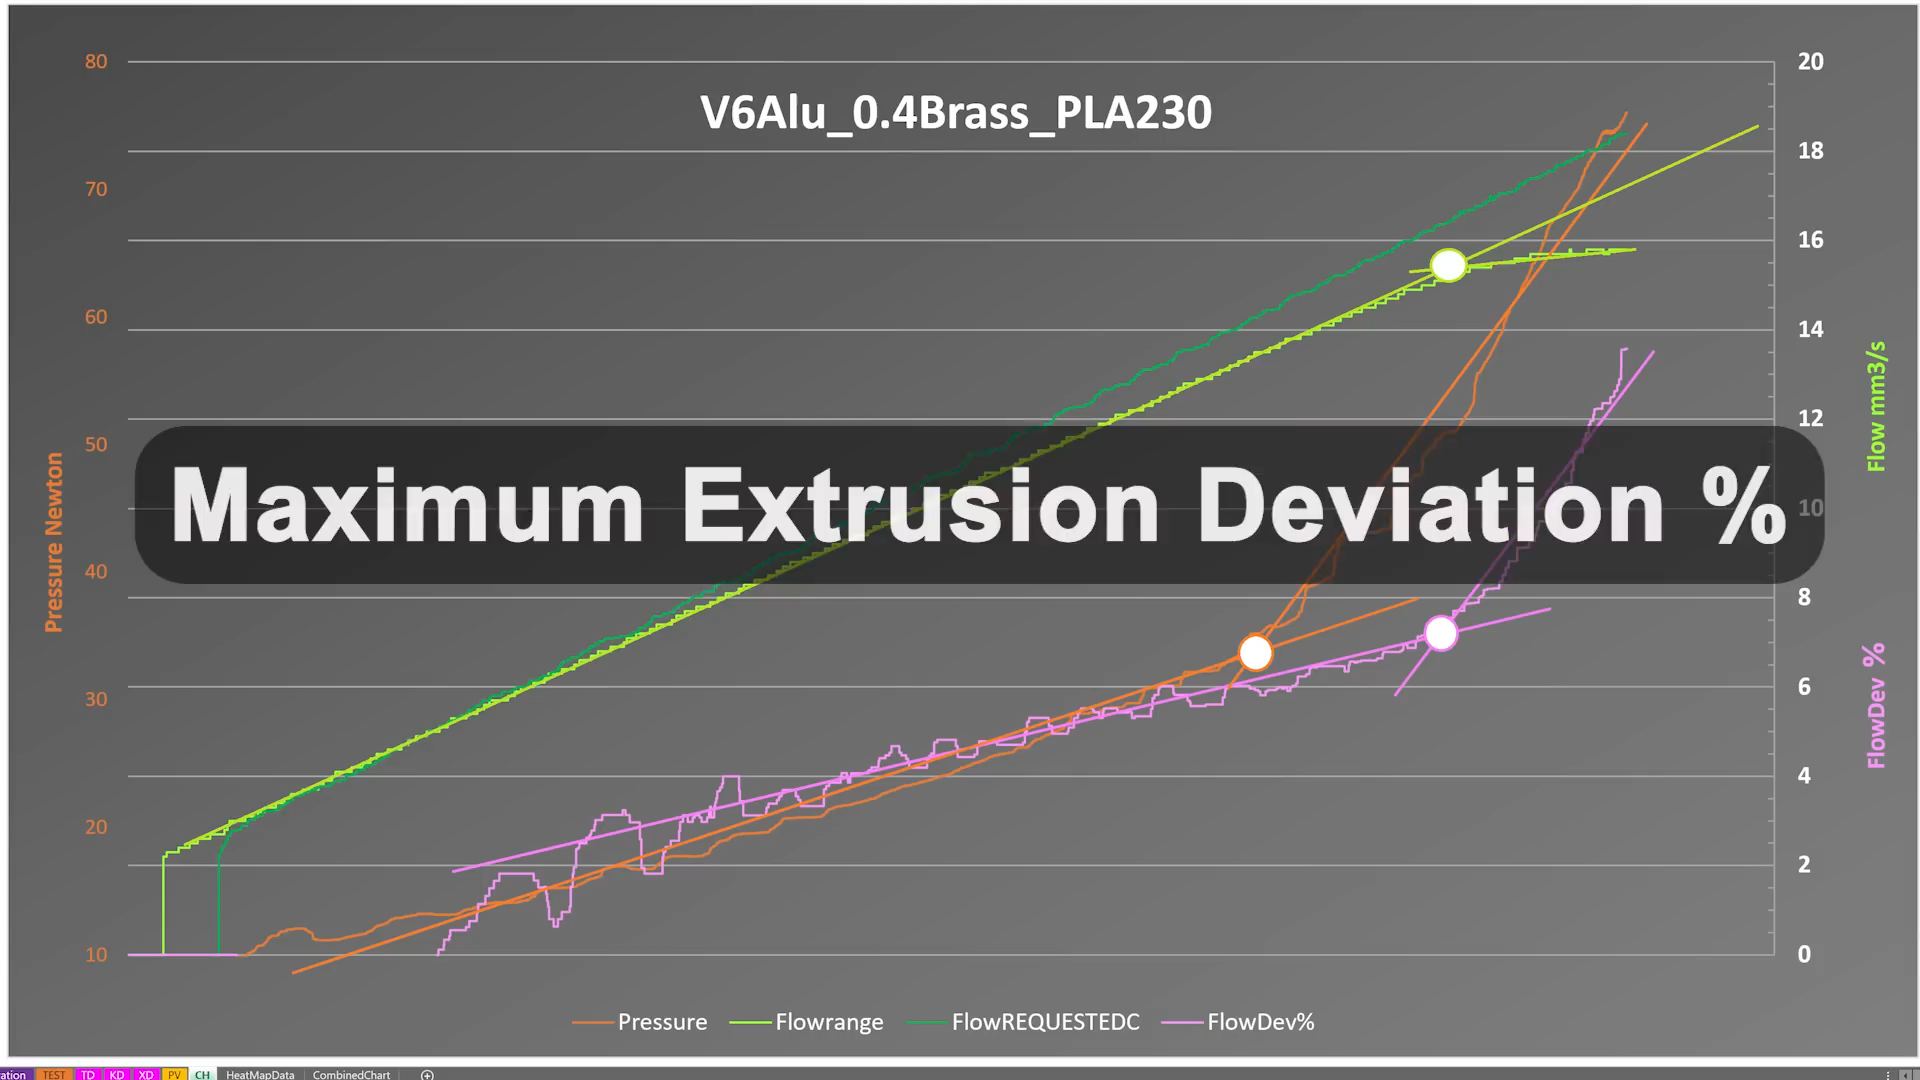 80
70
60
50
40
30
20
10
Pressure Newton
V6Alu_0.4Brass_PLA230
Maximum Extrusion Deviation %
20
18
16
14
12
10
8
6
4
2
0
Flow mm3/s
FlowDev %
Pressure Flowrange FlowREQUESTEDC FlowDev%
ration TEST TD KD XD PV CH HeatMapData CombinedChart